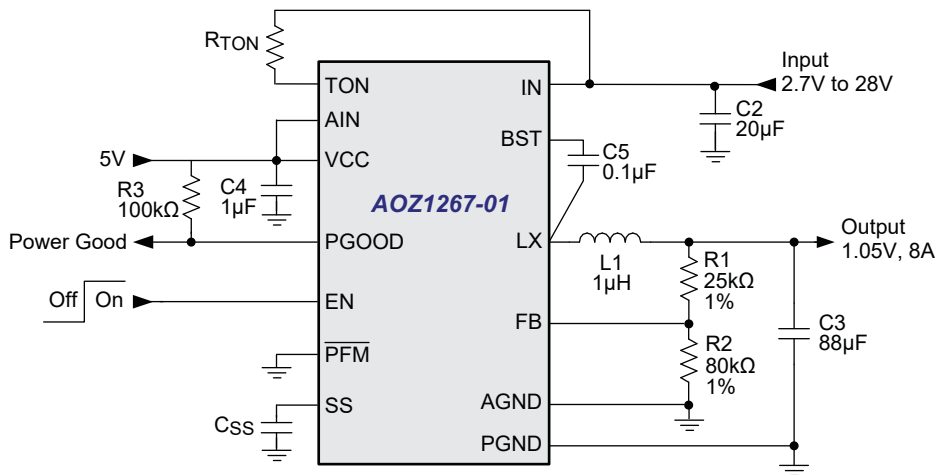 RTON
TON
AIN
5V
VCC
R3
100kΩ
C4
1µF
Power Good
PGOOD
Off
On
EN
PFM
SS
CSS
AOZ1267-01
IN
Input
2.7V to 28V
C2
20µF
BST
C5
0.1µF
LX
L1
1µH
Output
1.05V, 8A
R1
25kΩ
1%
FB
R2
80kΩ
1%
C3
88µF
AGND
PGND